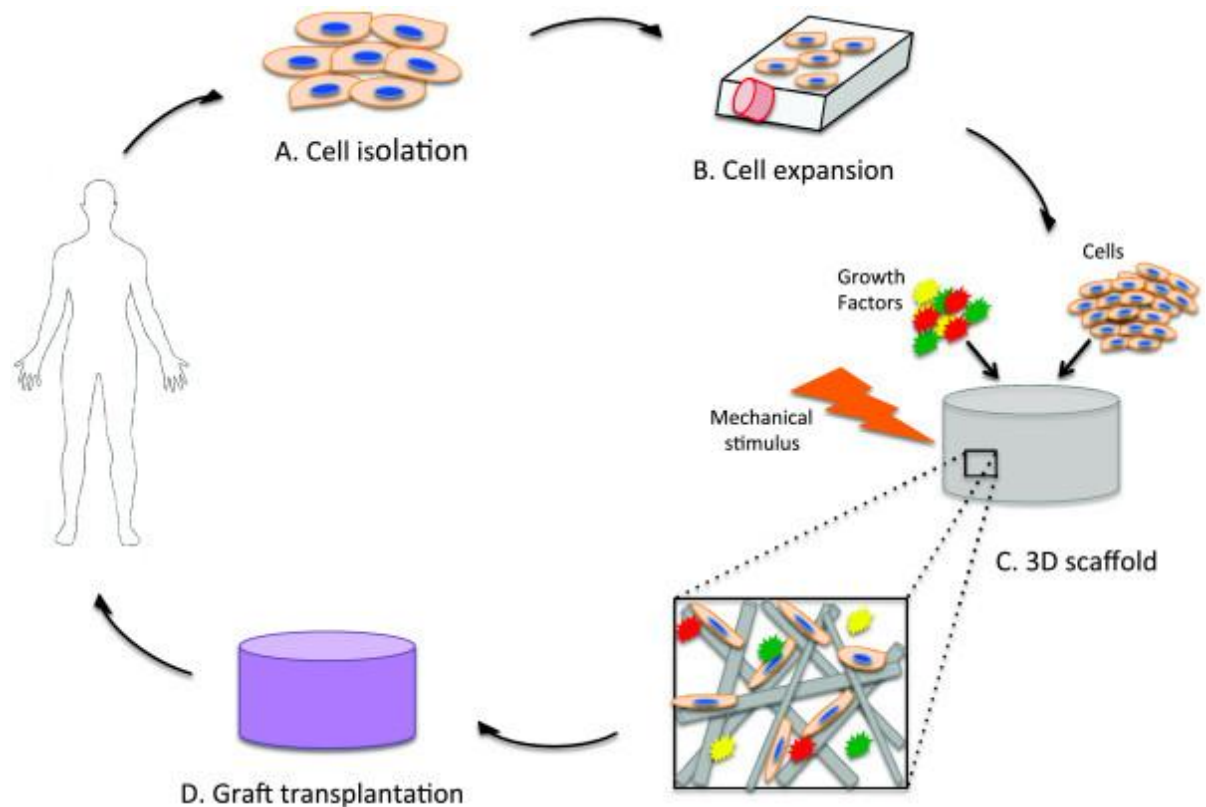 A. Cell isolation
B. Cell expansion
Cells
Growth
Factors
Mechanical
stimulus
C. 3D scaffold
D. Graft transplantation